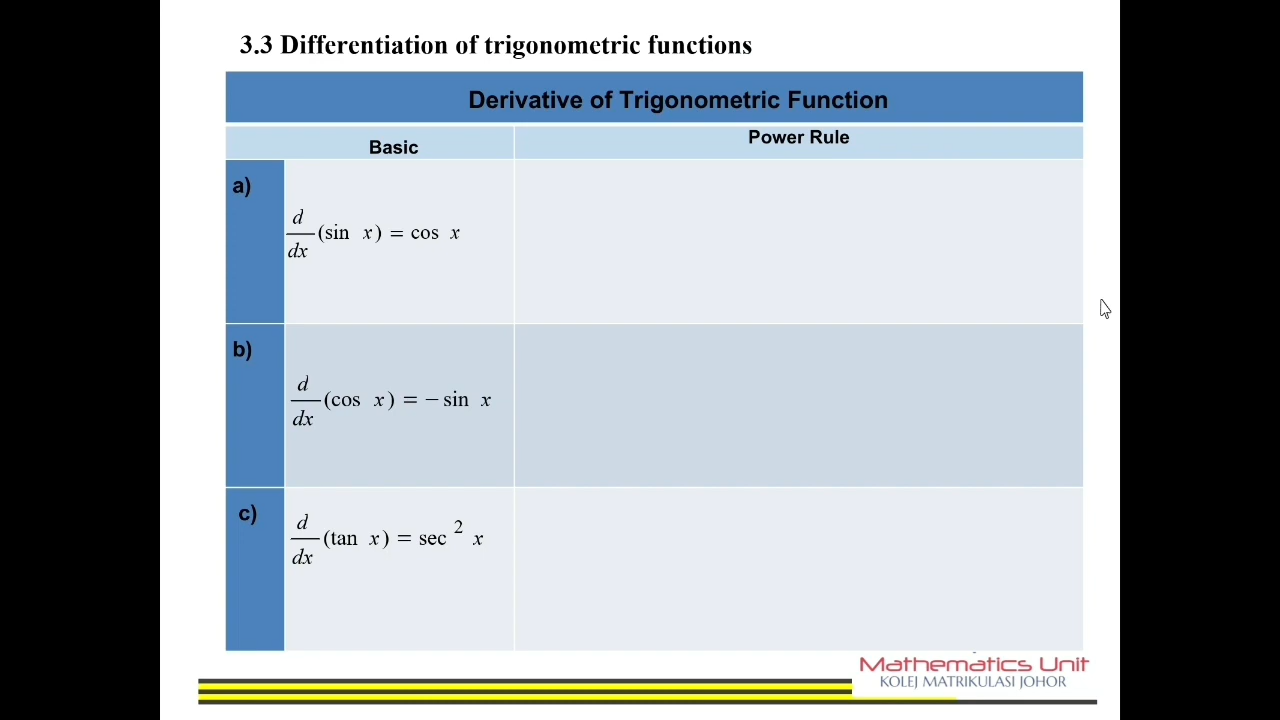 3.3 Differentiation of trigonometric functions
Derivative of Trigonometric Function
Basic
Power Rule
a)
d/dx (sin x) = cos x
b)
d/dx (cos x) = − sin x
c)
d/dx (tan x) = sec² x
Mathematics Unit
KOLEJ MATRIKULASI JOHOR